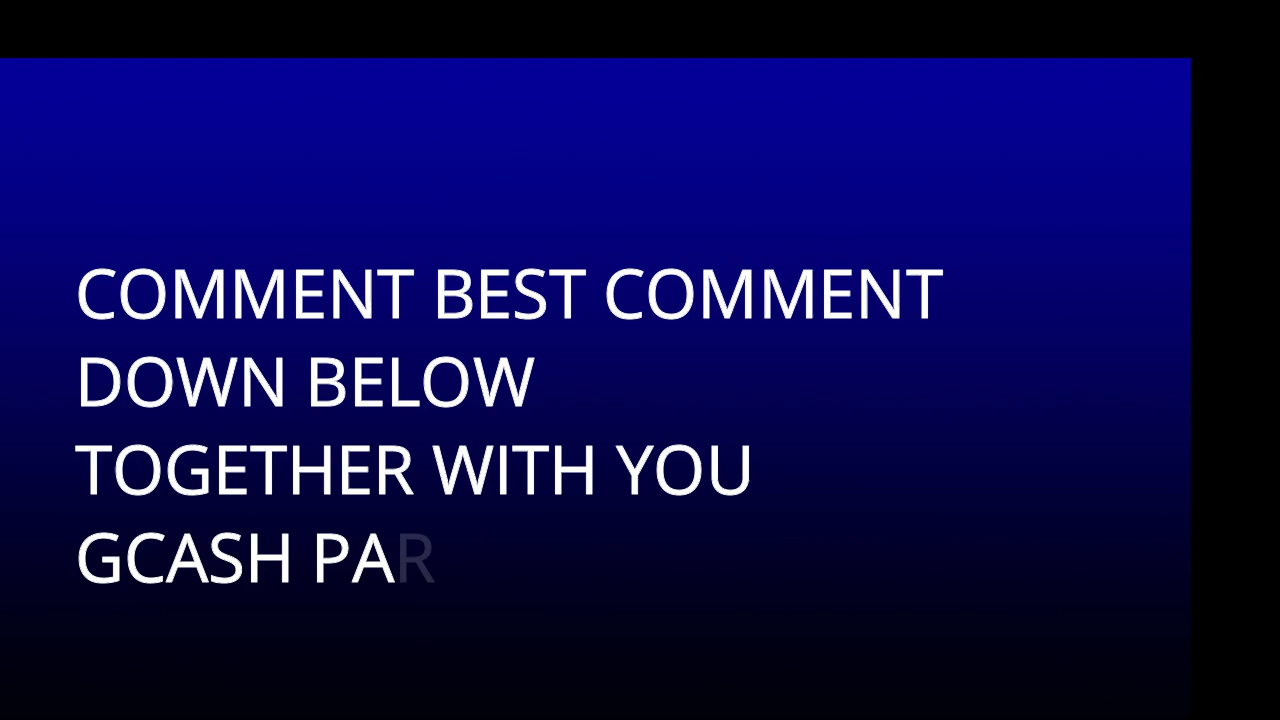 COMMENT BEST COMMENT
DOWN BELOW
TOGETHER WITH YOU
GCASH PAR